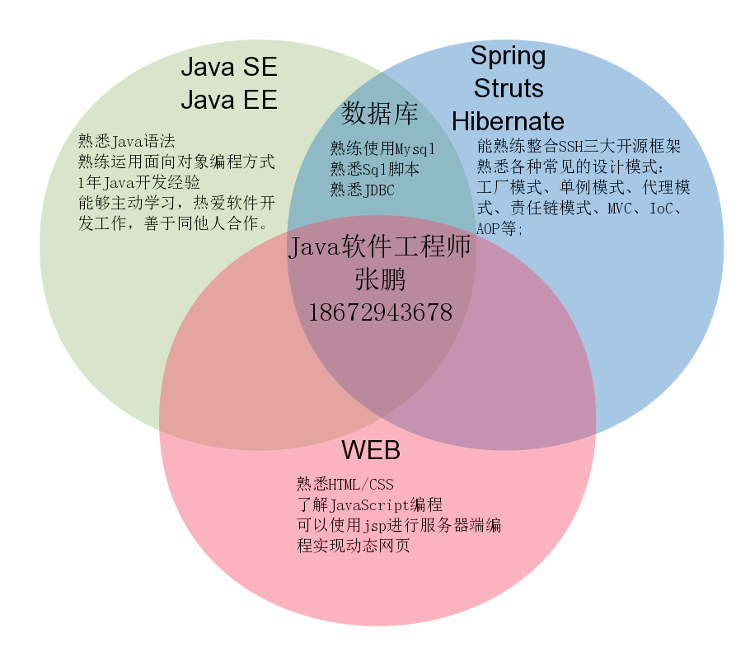 Java SE
Java EE
熟悉Java语法
熟练运用面向对象编程方式
1年Java开发经验
能够主动学习，热爱软件开
发工作，善于同他人合作。
数据库
熟练使用Mysql
熟悉Sql脚本
熟悉JDBC
Spring
Struts
Hibernate
能熟练整合SSH三大开源框架
熟悉各种常见的设计模式：
工厂模式、单例模式、代理模
式、责任链模式、MVC、IoC、
AOP等;
Java软件工程师
张鹏
18672943678
WEB
熟悉HTML/CSS
了解JavaScript编程
可以使用jsp进行服务器端编
程实现动态网页